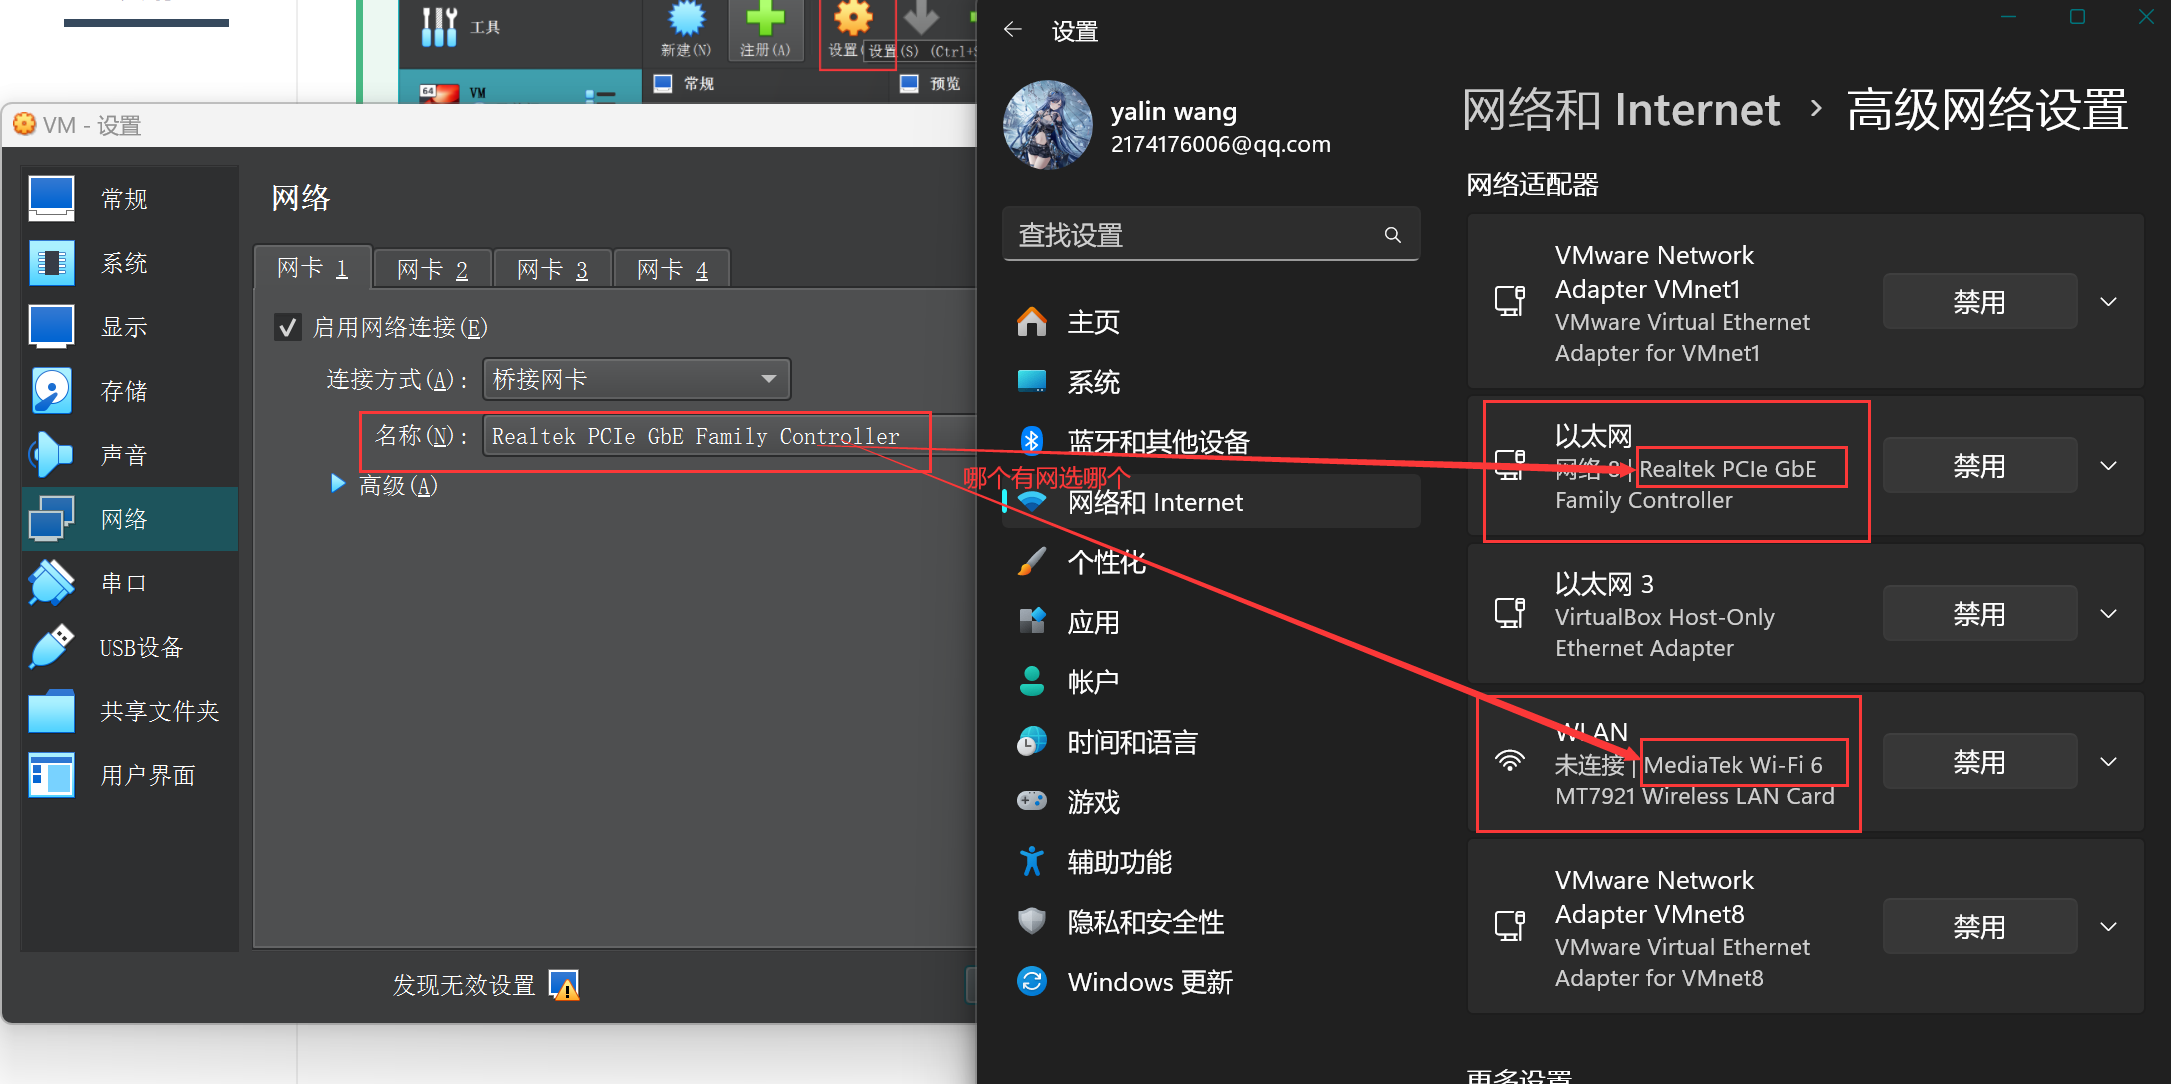 工具
新建(N)
注册(A)
设置(
设置(S) (Ctrl+S
64
VM
常规
预览
VM - 设置
常规
系统
显示
存储
声音
网络
串口
USB设备
共享文件夹
用户界面
网络
网卡 1
网卡 2
网卡 3
网卡 4
启用网络连接(E)
连接方式(A):
桥接网卡
名称(N):
Realtek PCIe GbE Family Controller
高级(A)
发现无效设置
哪个有网选哪个
设置
yalin wang
2174176006@qq.com
查找设置
主页
系统
蓝牙和其他设备
网络和 Internet
个性化
应用
帐户
时间和语言
游戏
辅助功能
隐私和安全性
Windows 更新
网络和 Internet › 高级网络设置
网络适配器
VMware Network
Adapter VMnet1
VMware Virtual Ethernet
Adapter for VMnet1
禁用
以太网
网络 8 | Realtek PCIe GbE
Family Controller
禁用
以太网 3
VirtualBox Host-Only
Ethernet Adapter
禁用
WLAN
未连接 | MediaTek Wi-Fi 6
MT7921 Wireless LAN Card
禁用
VMware Network
Adapter VMnet8
VMware Virtual Ethernet
Adapter for VMnet8
禁用
更多设置